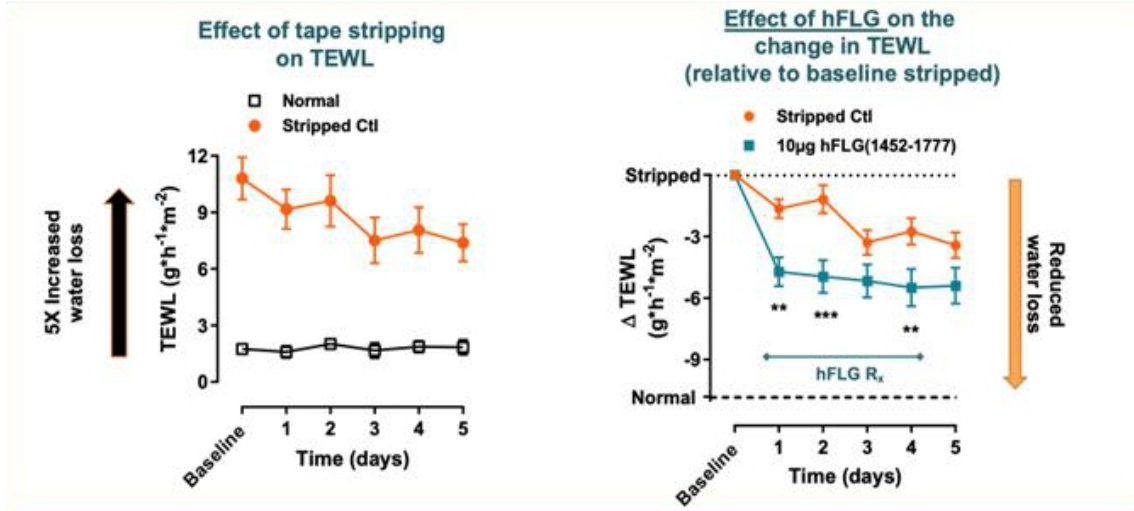 Effect of tape stripping
on TEWL
Normal
Stripped Ctl
5X Increased
water loss
TEWL (g*h⁻¹*m⁻²)
12
9
6
3
0
Baseline
1
2
3
4
5
Time (days)
Effect of hFLG on the
change in TEWL
(relative to baseline stripped)
Stripped Ctl
10µg hFLG(1452-1777)
Δ TEWL
(g*h⁻¹*m⁻²)
Stripped
-3
-6
-9
Normal
**
***
**
hFLG Rₓ
Baseline
1
2
3
4
5
Time (days)
Reduced
water loss